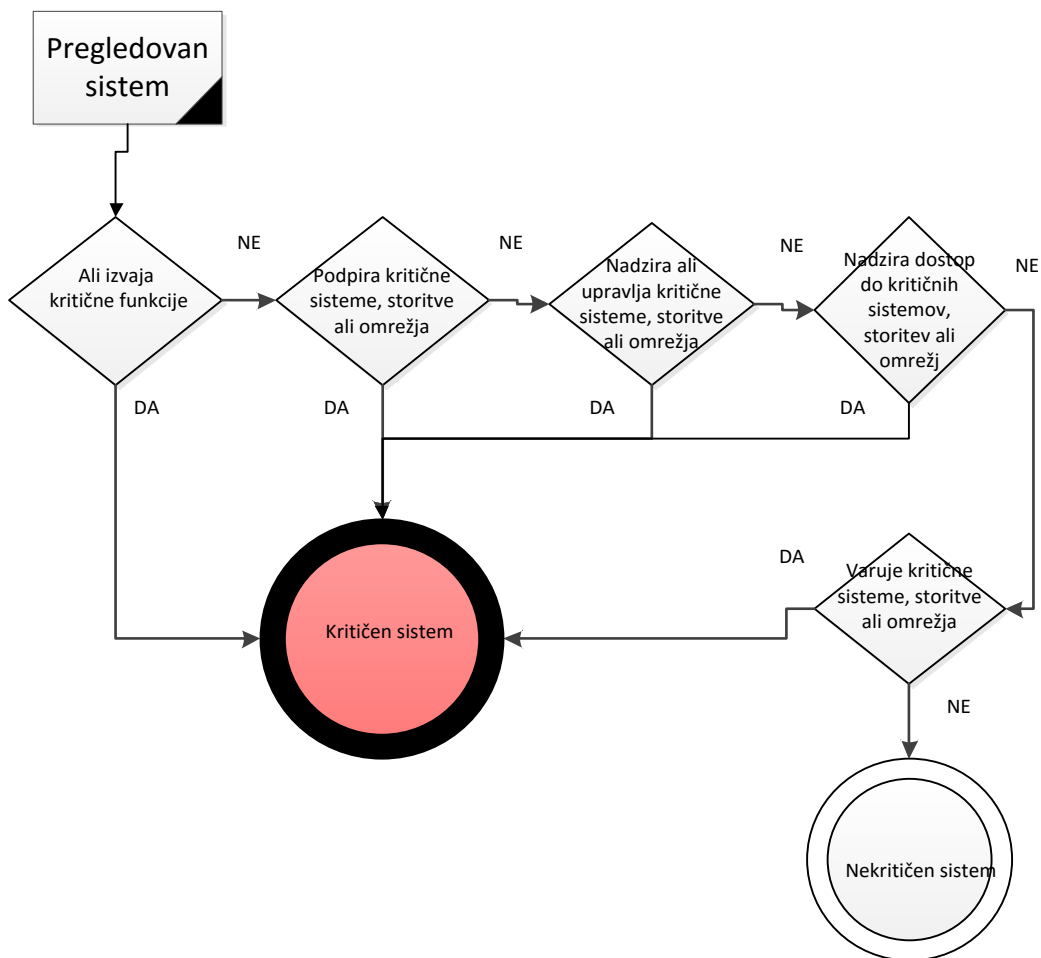 Pregledovan
sistem
Ali izvaja
kritične funkcije
NE
DA
Podpira kritične
sisteme, storitve
ali omrežja
NE
DA
Nadzira ali
upravlja kritične
sisteme, storitve
ali omrežja
NE
DA
Nadzira dostop
do kritičnih
sistemov,
storitev ali
omrežj
NE
DA
Varuje kritične
sisteme, storitve
ali omrežja
DA
NE
Kritičen sistem
Nekritičen sistem